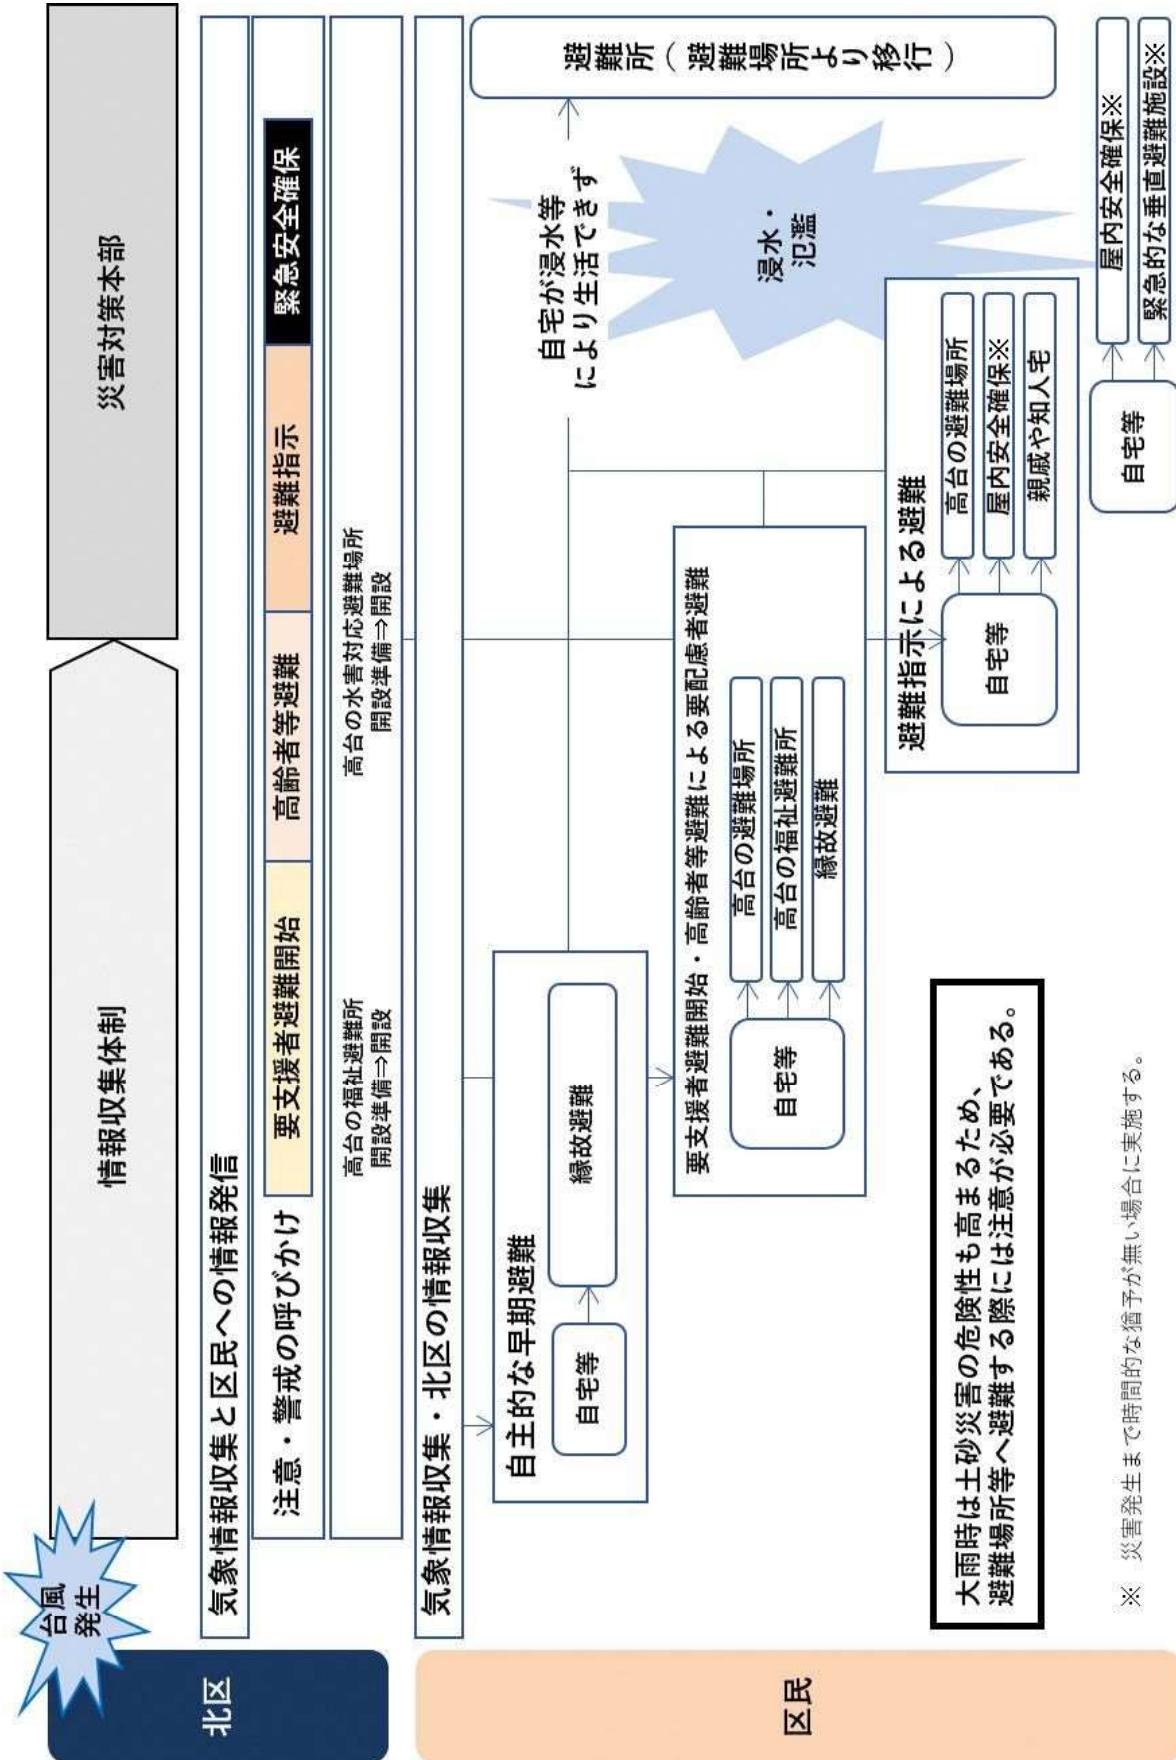 台風
発生
情報収集体制
災害対策本部
北区
気象情報収集と区民への情報発信
注意・警戒の呼びかけ
要支援者避難開始
高齢者等避難
避難指示
緊急安全確保
高台の福祉避難所
開設準備⇒開設
高台の水害対応避難場所
開設準備⇒開設
区民
気象情報収集・北区の情報収集
自主的な早期避難
自宅等
縁故避難
自宅が浸水等
により生活できず
避難所（避難場所より移行）
要支援者避難開始・高齢者等避難による要配慮者避難
自宅等
高台の避難場所
高台の福祉避難所
縁故避難
浸水・
氾濫
避難指示による避難
自宅等
高台の避難場所
屋内安全確保※
親戚や知人宅
自宅等
屋内安全確保※
緊急的な垂直避難施設※
大雨時は土砂災害の危険性も高まるため、
避難場所等へ避難する際には注意が必要である。
※　災害発生まで時間的な猶予が無い場合に実施する。